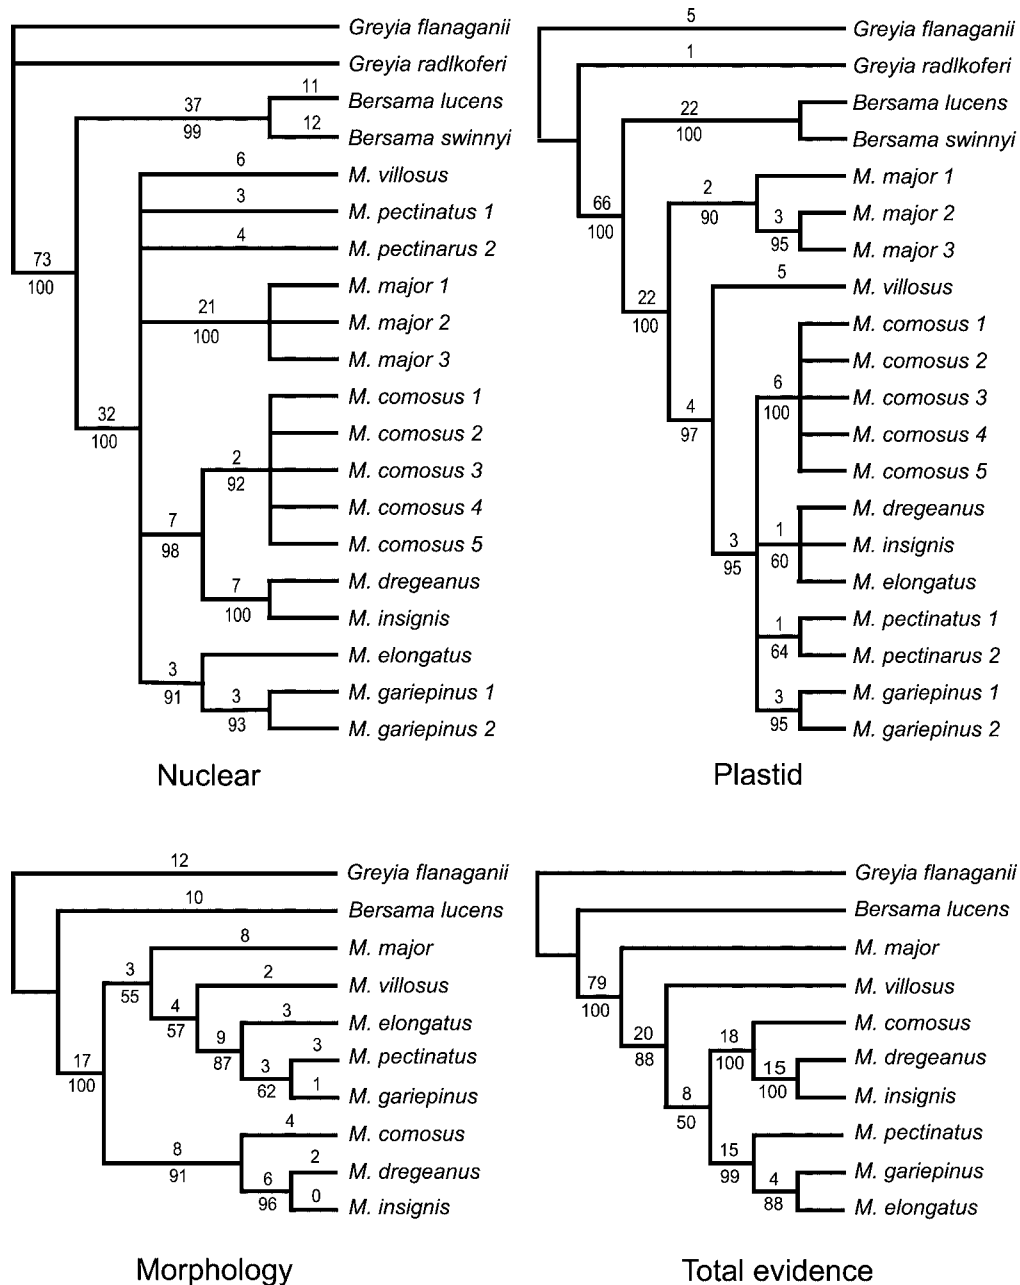 Greyia flanaganii
Greyia radlkoferi
11
37
Bersama lucens
12
99
Bersama swinnyi
6
M. villosus
3
M. pectinatus 1
4
M. pectinarus 2
73
100
M. major 1
21
M. major 2
100
M. major 3
M. comosus 1
32
M. comosus 2
100
2
M. comosus 3
92
M. comosus 4
7
M. comosus 5
98
7
M. dregeanus
100
M. insignis
3
M. elongatus
91
3
M. gariepinus 1
93
M. gariepinus 2
Nuclear
5
Greyia flanaganii
1
Greyia radlkoferi
22
Bersama lucens
100
Bersama swinnyi
2
M. major 1
90
66
3
M. major 2
100
95
M. major 3
5
M. villosus
22
100
M. comosus 1
M. comosus 2
6
M. comosus 3
100
4
M. comosus 4
97
M. comosus 5
M. dregeanus
1
3
M. insignis
60
95
M. elongatus
1
M. pectinatus 1
64
M. pectinarus 2
3
M. gariepinus 1
95
M. gariepinus 2
Plastid
12
Greyia flanaganii
10
Bersama lucens
8
M. major
3
55
2
M. villosus
4
57
3
M. elongatus
9
87
3
M. pectinatus
3
62
1
M. gariepinus
17
100
4
M. comosus
8
91
2
M. dregeanus
6
96
0
M. insignis
Morphology
Greyia flanaganii
Bersama lucens
M. major
79
100
M. villosus
20
88
M. comosus
18
100
M. dregeanus
15
100
M. insignis
8
50
M. pectinatus
15
99
M. gariepinus
4
88
M. elongatus
Total evidence